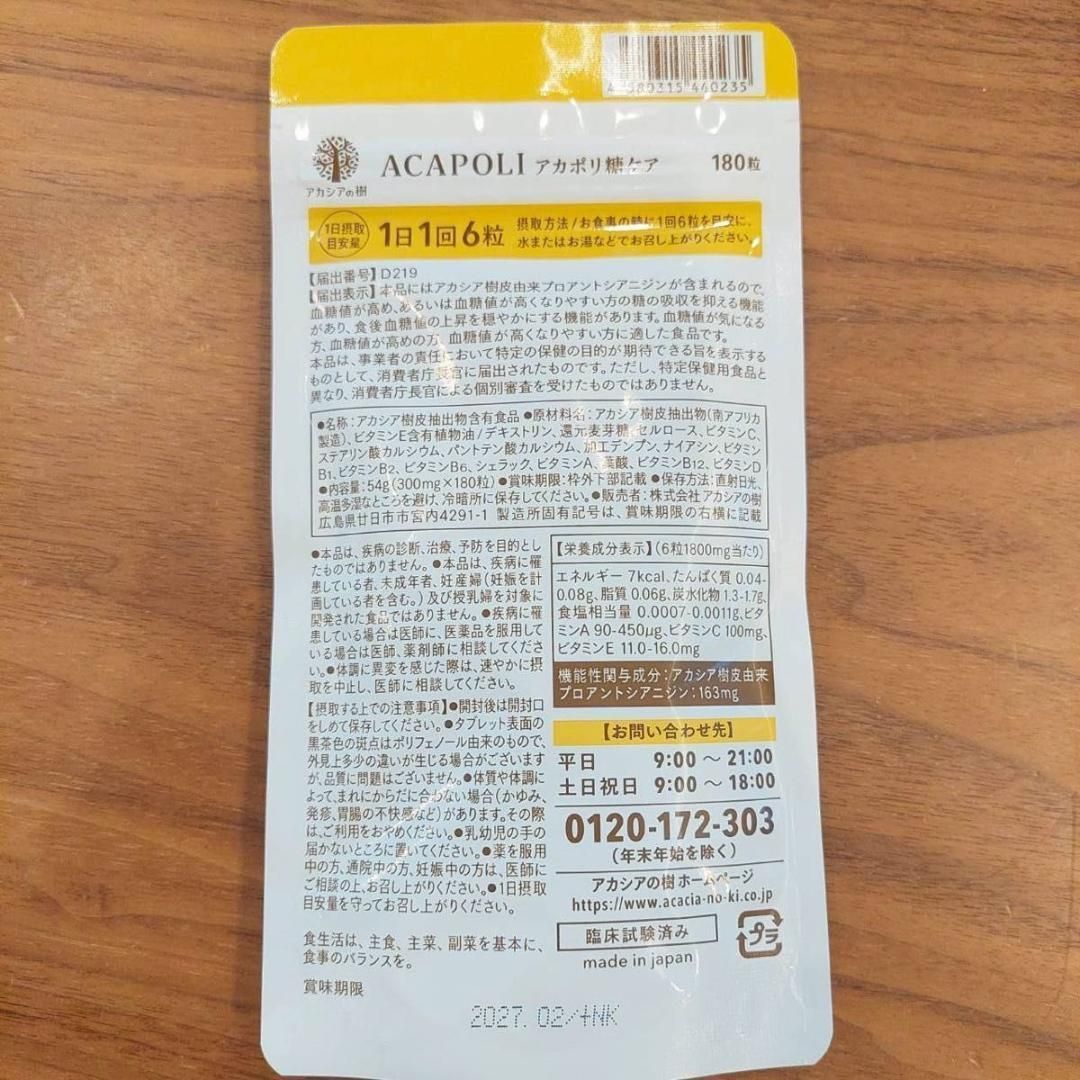 4 580315 440235
アカシアの樹
ACAPOLI アカポリ糖ケア 180粒
1日摂取目安量 1日1回6粒 摂取方法/お食事の時に1回6粒を目安に、
水またはお湯などでお召し上がりください。
【届出番号】D219
【届出表示】本品にはアカシア樹皮由来プロアントシアニジンが含まれるので、
血糖値が高め、あるいは血糖値が高くなりやすい方の糖の吸収を抑える機能
があり、食後血糖値の上昇を穏やかにする機能があります。血糖値が気になる
方、血糖値が高めの方、血糖値が高くなりやすい方に適した食品です。
本品は、事業者の責任において特定の保健の目的が期待できる旨を表示する
ものとして、消費者庁長官に届出されたものです。ただし、特定保健用食品と
異なり、消費者庁長官による個別審査を受けたものではありません。
●名称:アカシア樹皮抽出物含有食品 ●原材料名:アカシア樹皮抽出物(南アフリカ
製造)、ビタミンE含有植物油/デキストリン、還元麦芽糖、セルロース、ビタミンC、
ステアリン酸カルシウム、パントテン酸カルシウム、加工デンプン、ナイアシン、ビタミン
B1、ビタミンB2、ビタミンB6、シェラック、ビタミンA、葉酸、ビタミンB12、ビタミンD
●内容量:54g(300mg×180粒) ●賞味期限:枠外下部記載 ●保存方法:直射日光、
高温多湿なところを避け、冷暗所に保存してください。●販売者:株式会社 アカシアの樹
広島県廿日市市宮内4291-1 製造所固有記号は、賞味期限の右横に記載
●本品は、疾病の診断、治療、予防を目的とし
たものではありません。●本品は、疾病に罹
患している者、未成年者、妊産婦(妊娠を計
画している者を含む。)及び授乳婦を対象に
開発された食品ではありません。●疾病に罹
患している場合は医師に、医薬品を服用して
いる場合は医師、薬剤師に相談してくださ
い。●体調に異変を感じた際は、速やかに摂
取を中止し、医師に相談してください。
【摂取する上での注意事項】●開封後は開封口
をしめて保存してください。●タブレット表面の
黒茶色の斑点はポリフェノール由来のもので、
外見上多少の違いが生じる場合がございます
が、品質に問題はございません。●体質や体調に
よって、まれにからだに合わない場合(かゆみ、
発疹、胃腸の不快感など)があります。その際
は、ご利用をおやめください。●乳幼児の手の
届かないところに置いてください。●薬を服用
中の方、通院中の方、妊娠中の方は、医師に
ご相談の上、お召し上がりください。●1日摂取
目安量を守ってお召し上がりください。
食生活は、主食、主菜、副菜を基本に、
食事のバランスを。
賞味期限
2027.02/+NK
【栄養成分表示】(6粒1800mg当たり)
エネルギー 7kcal、たんぱく質 0.04-
0.08g、脂質 0.06g、炭水化物 1.3-1.7g、
食塩相当量 0.0007-0.0011g、ビタ
ミンA 90-450μg、ビタミンC 100mg、
ビタミンE 11.0-16.0mg
機能性関与成分:アカシア樹皮由来
プロアントシアニジン:163mg
【お問い合わせ先】
平日 9:00 〜 21:00
土日祝日 9:00 〜 18:00
0120-172-303
(年末年始を除く)
アカシアの樹 ホームページ
https://www.acacia-no-ki.co.jp
臨床試験済み
プラ
made in japan